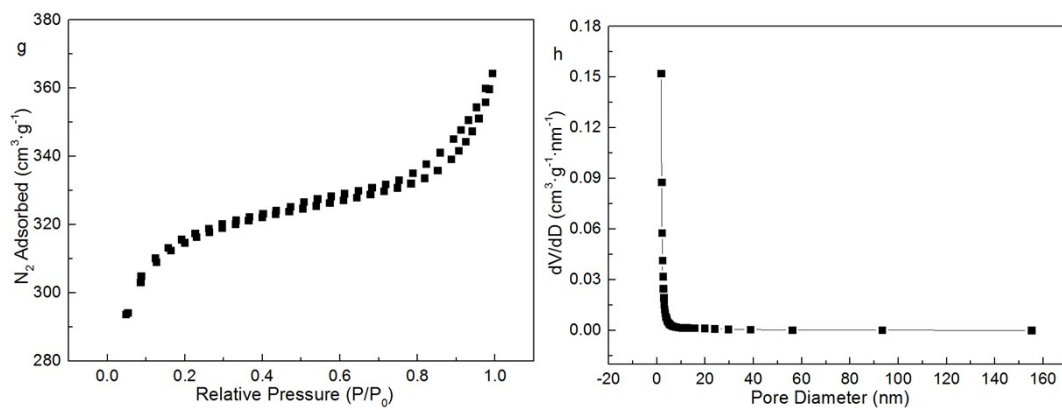 g
N₂ Adsorbed (cm³·g⁻¹)
380
360
340
320
300
280
0.0 0.2 0.4 0.6 0.8 1.0
Relative Pressure (P/P₀)
h
dV/dD (cm³·g⁻¹·nm⁻¹)
0.18
0.15
0.12
0.09
0.06
0.03
0.00
-20 0 20 40 60 80 100 120 140 160
Pore Diameter (nm)